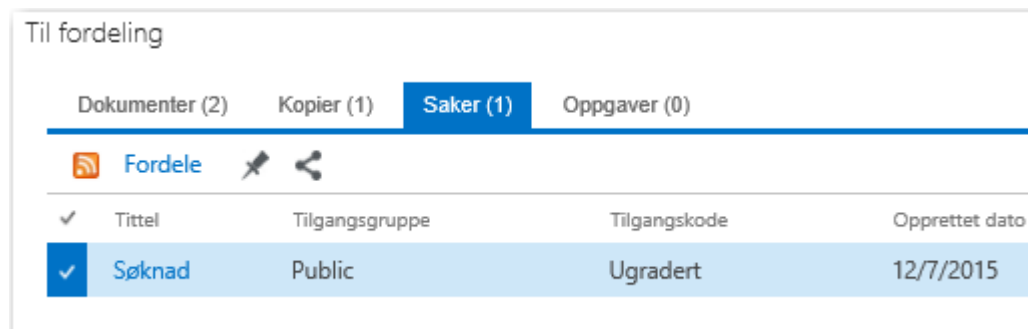 Til fordeling
Dokumenter (2) Kopier (1) Saker (1) Oppgaver (0)
Fordele
Tittel Tilgangsgruppe Tilgangskode Opprettet dato
Søknad Public Ugradert 12/7/2015